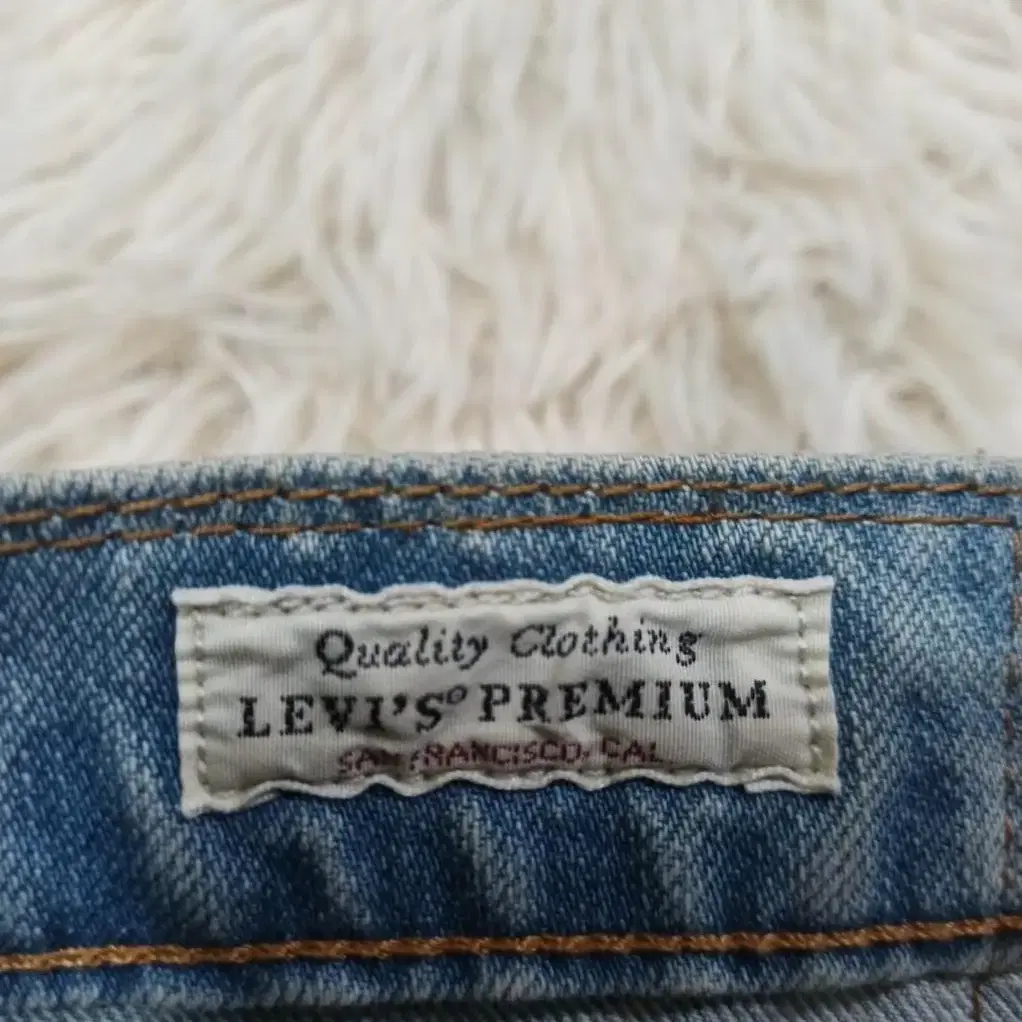 Quality Clothing
LEVI'S® PREMIUM
SAN FRANCISCO, CAL